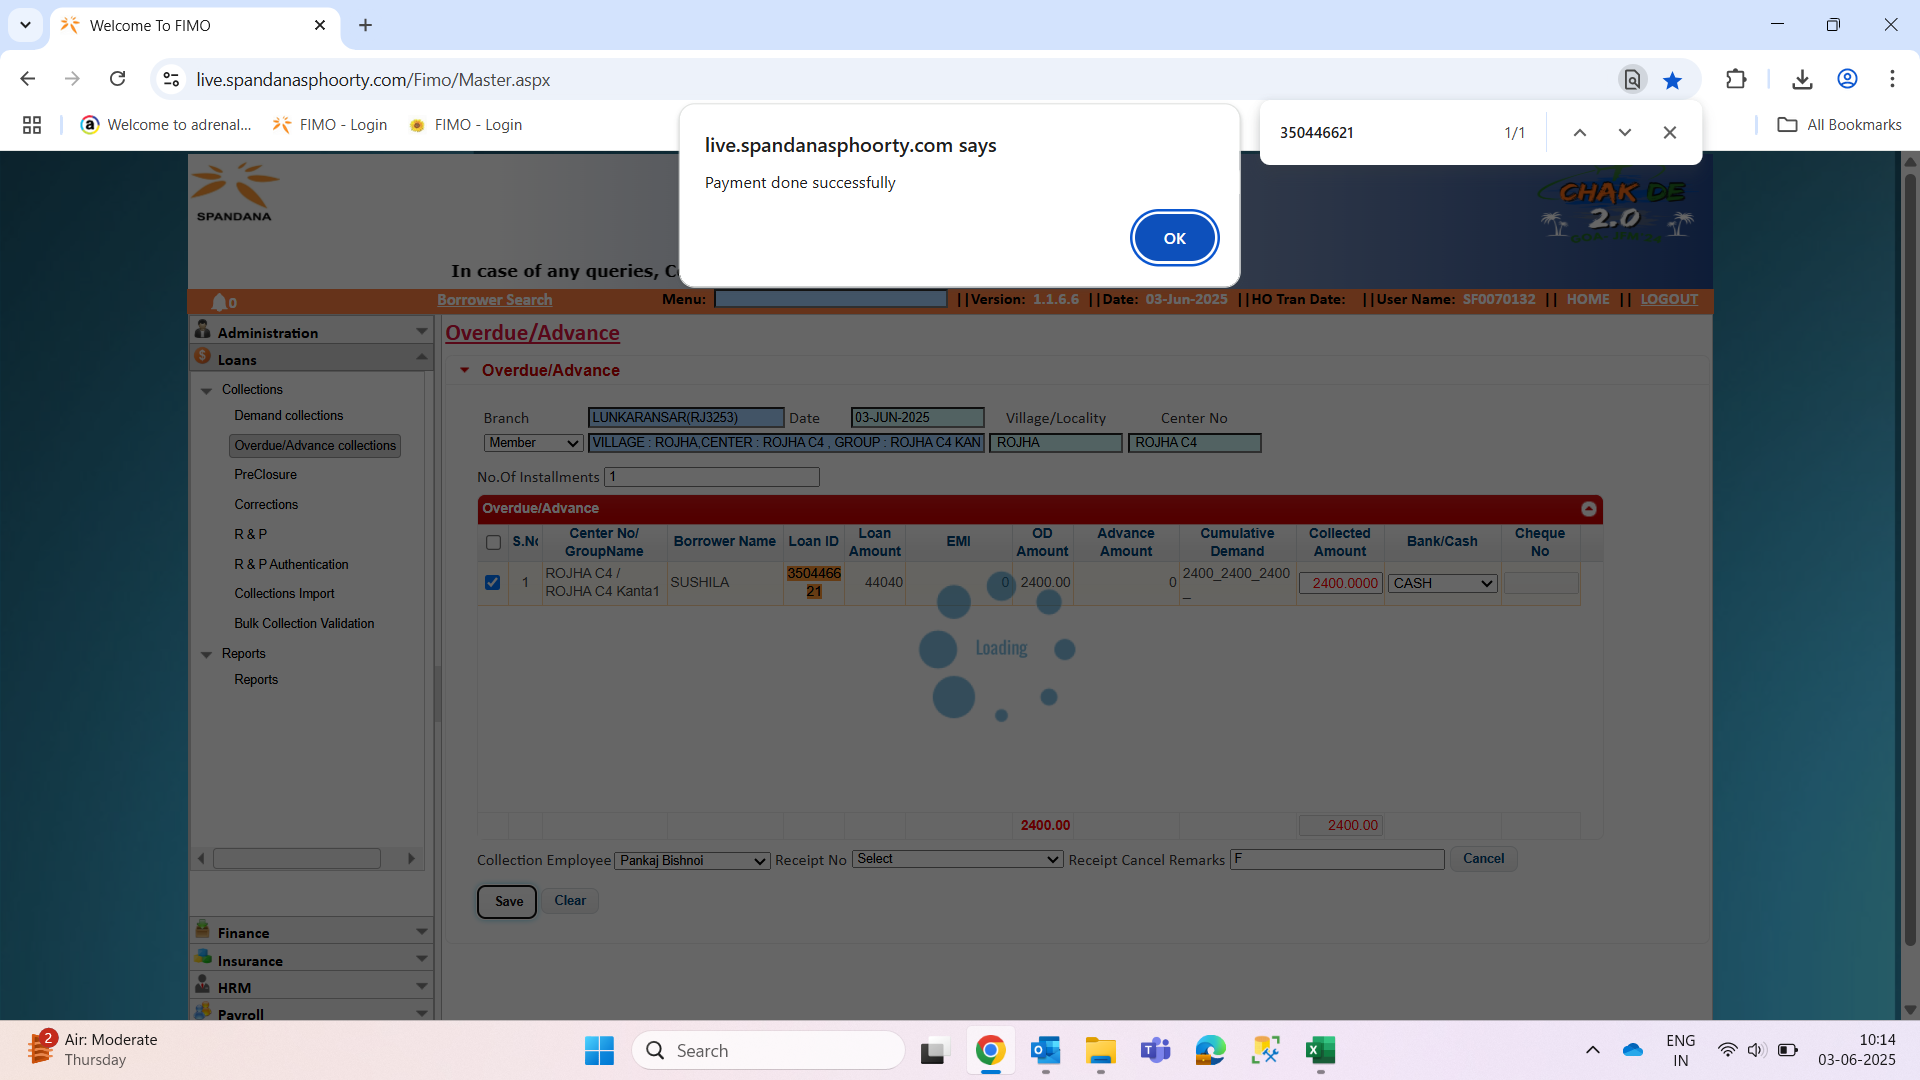 Welcome To FIMO
live.spandanasphoorty.com/Fimo/Master.aspx
Welcome to adrenal...
FIMO - Login
FIMO - Login
All Bookmarks
350446621 1/1
live.spandanasphoorty.com says
Payment done successfully
OK
SPANDANA
CHAK DE
2.0
In case of any queries, C
0
Borrower Search
Menu:
||Version: 1.1.6.6 ||Date: 03-Jun-2025 ||HO Tran Date: ||User Name: SF0070132 || HOME || LOGOUT
Administration
Loans
Collections
Demand collections
Overdue/Advance collections
PreClosure
Corrections
R & P
R & P Authentication
Collections Import
Bulk Collection Validation
Reports
Reports
Finance
Insurance
HRM
Payroll
Overdue/Advance
Overdue/Advance
Branch LUNKARANSAR(RJ3253) Date 03-JUN-2025 Village/Locality Center No
Member VILLAGE : ROJHA,CENTER : ROJHA C4 , GROUP : ROJHA C4 KAN ROJHA ROJHA C4
No.Of Installments 1
Overdue/Advance
S.No Center No/ GroupName Borrower Name Loan ID Loan Amount EMI OD Amount Advance Amount Cumulative Demand Collected Amount Bank/Cash Cheque No
1 ROJHA C4 / ROJHA C4 Kanta1 SUSHILA 350446621 44040 0 2400.00 0 2400_2400_2400_ 2400.0000 CASH
Loading
2400.00 2400.00
Collection Employee Pankaj Bishnoi Receipt No Select Receipt Cancel Remarks F Cancel
Save Clear
2
Air: Moderate
Thursday
Search
ENG
IN
10:14
03-06-2025